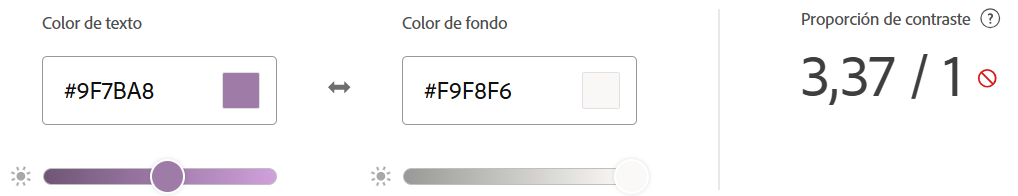 Color de texto
Color de fondo
Proporción de contraste ?
#9F7BA8
#F9F8F6
3,37 / 1